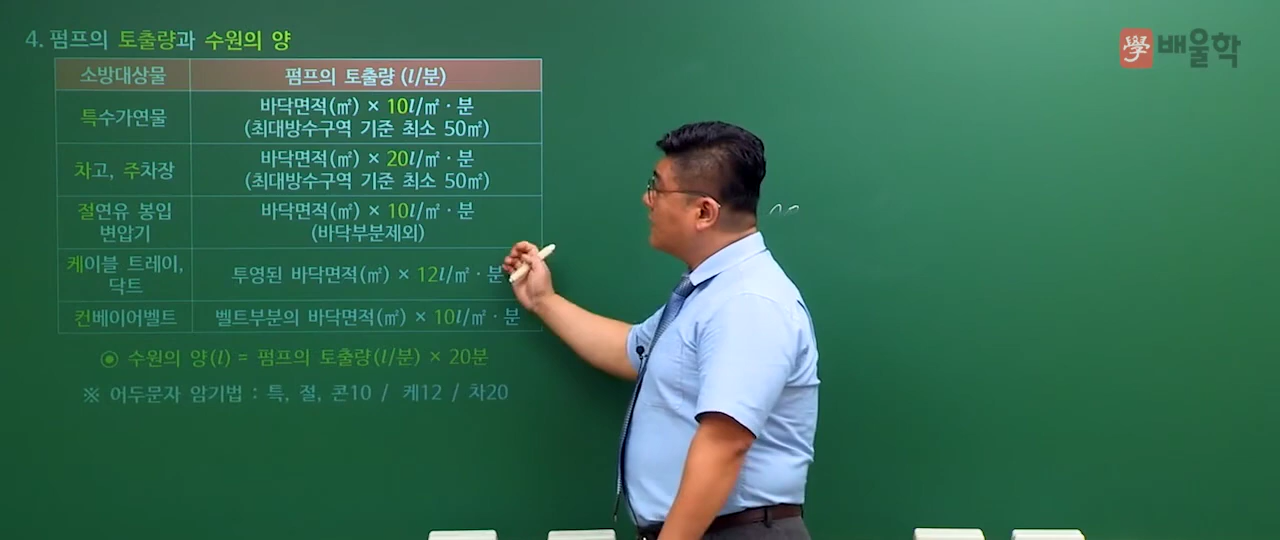 4. 펌프의 토출량과 수원의 양
學 배울학
소방대상물
펌프의 토출량 (l/분)
특수가연물
바닥면적(㎡) × 10l/㎡ · 분
(최대방수구역 기준 최소 50㎡)
차고, 주차장
바닥면적(㎡) × 20l/㎡ · 분
(최대방수구역 기준 최소 50㎡)
절연유 봉입
변압기
바닥면적(㎡) × 10l/㎡ · 분
(바닥부분제외)
케이블 트레이,
닥트
투영된 바닥면적(㎡) × 12l/㎡ · 분
컨베이어벨트
벨트부분의 바닥면적(㎡) × 10l/㎡ · 분
◉ 수원의 양(l) = 펌프의 토출량(l/분) × 20분
※ 어두문자 암기법 : 특, 절, 콘10 / 케12 / 차20